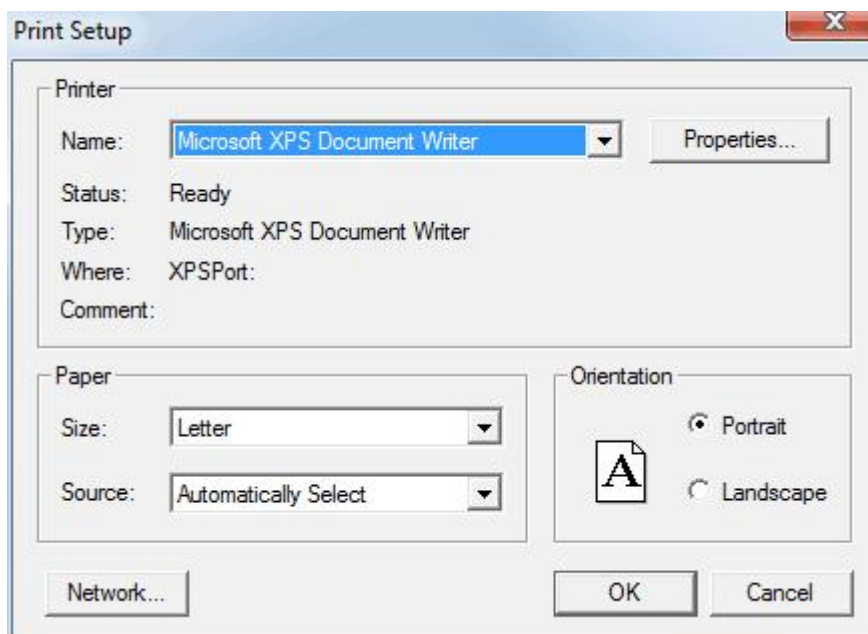 Print Setup
Printer
Name: Microsoft XPS Document Writer Properties...
Status: Ready
Type: Microsoft XPS Document Writer
Where: XPSPort:
Comment:
Paper
Size: Letter
Source: Automatically Select
Orientation
A
Portrait
Landscape
Network... OK Cancel